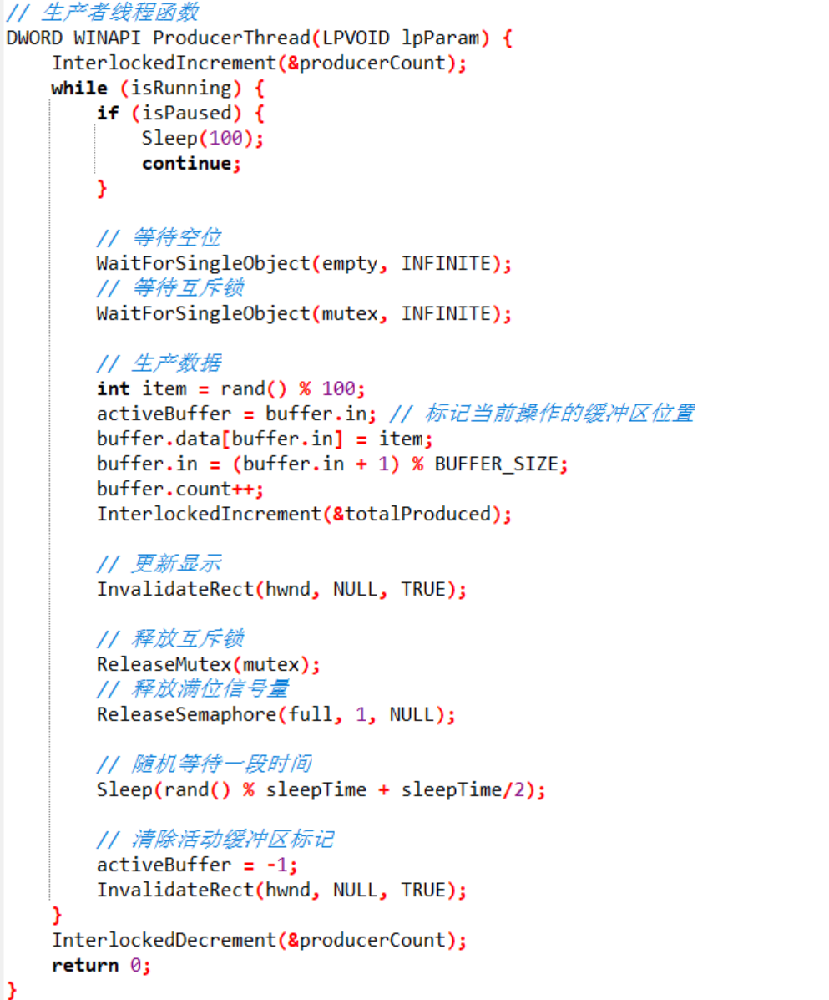 // 生产者线程函数
DWORD WINAPI ProducerThread(LPVOID lpParam) {
    InterlockedIncrement(&producerCount);
    while (isRunning) {
        if (isPaused) {
            Sleep(100);
            continue;
        }

        // 等待空位
        WaitForSingleObject(empty, INFINITE);
        // 等待互斥锁
        WaitForSingleObject(mutex, INFINITE);

        // 生产数据
        int item = rand() % 100;
        activeBuffer = buffer.in; // 标记当前操作的缓冲区位置
        buffer.data[buffer.in] = item;
        buffer.in = (buffer.in + 1) % BUFFER_SIZE;
        buffer.count++;
        InterlockedIncrement(&totalProduced);

        // 更新显示
        InvalidateRect(hwnd, NULL, TRUE);

        // 释放互斥锁
        ReleaseMutex(mutex);
        // 释放满位信号量
        ReleaseSemaphore(full, 1, NULL);

        // 随机等待一段时间
        Sleep(rand() % sleepTime + sleepTime/2);

        // 清除活动缓冲区标记
        activeBuffer = -1;
        InvalidateRect(hwnd, NULL, TRUE);
    }
    InterlockedDecrement(&producerCount);
    return 0;
}